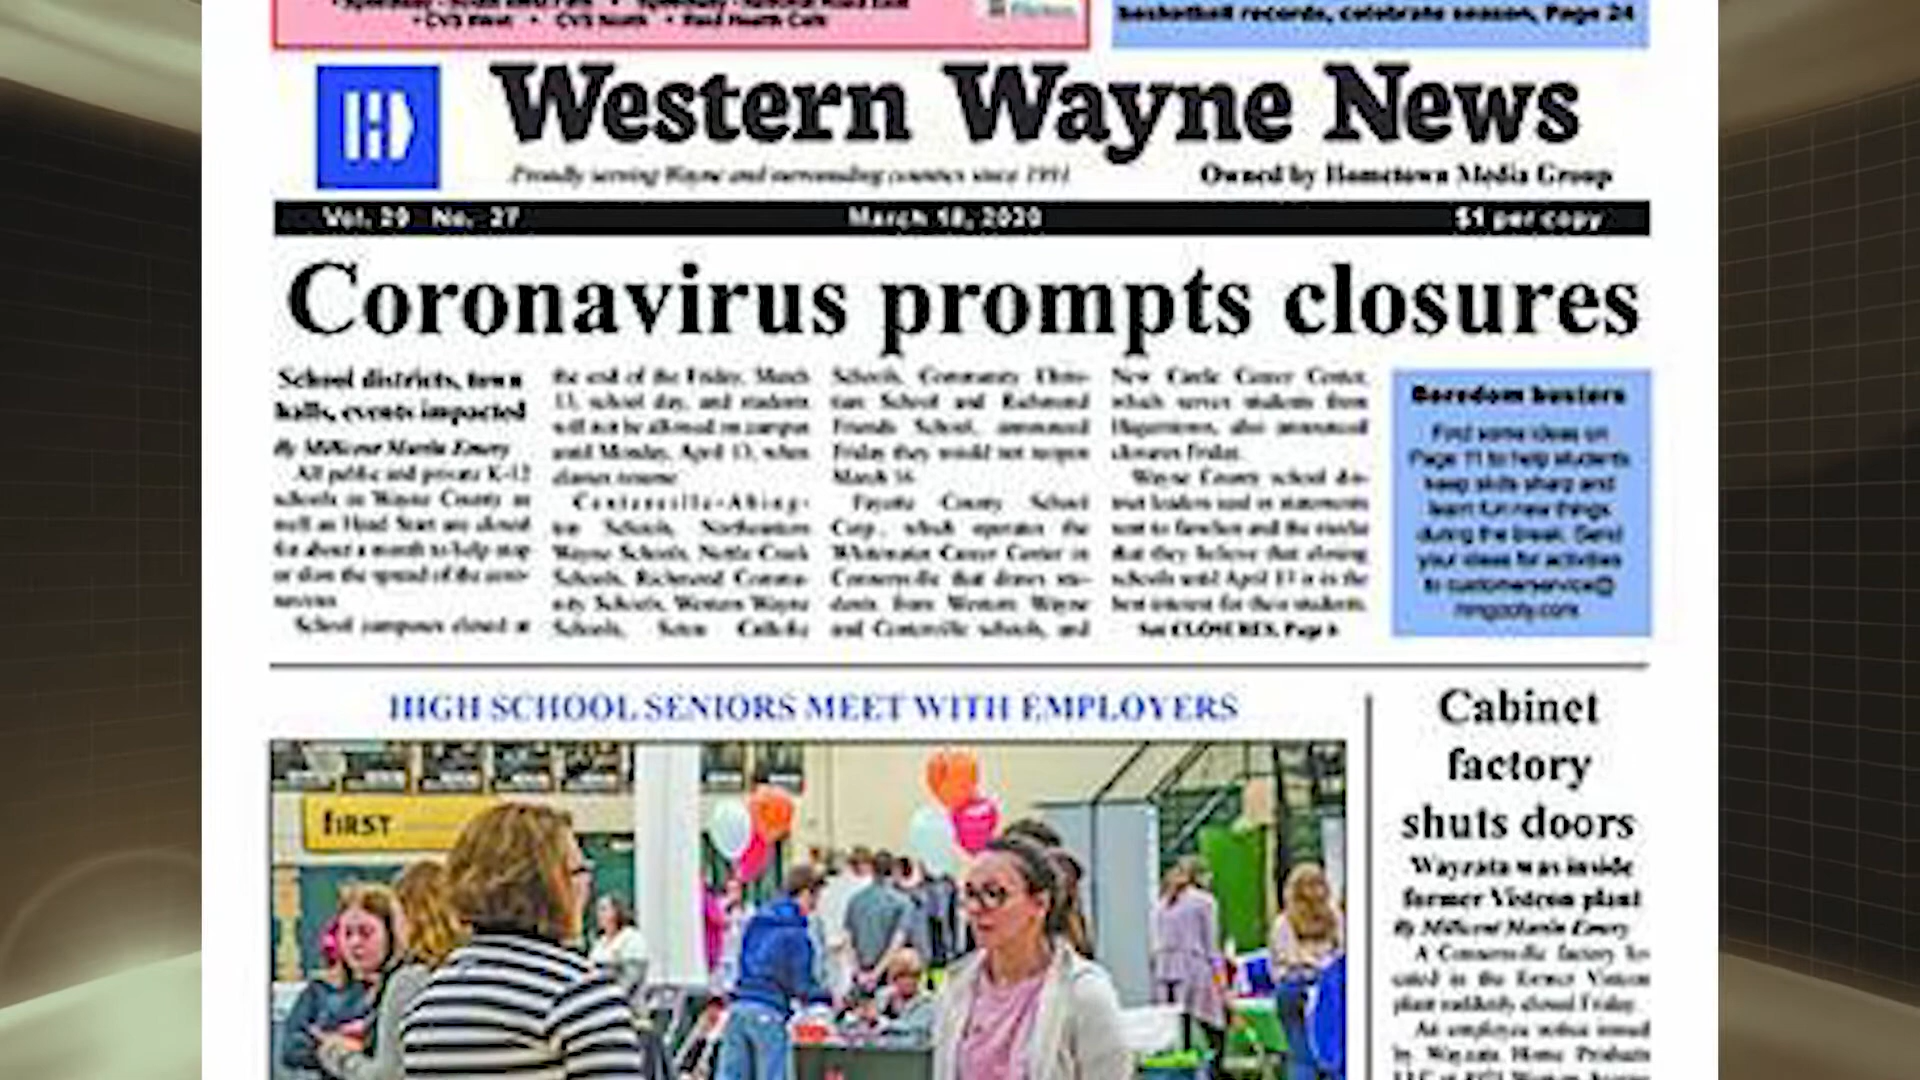 • CVS West • CVS North • Reid Health Cafe
basketball records, celebrate season, Page 24
Western Wayne News
Proudly serving Wayne and surrounding counties since 1991
Owned by Hometown Media Group
Vol. 29 No. 27 March 18, 2020 $1 per copy
Coronavirus prompts closures
School districts, town
halls, events impacted
By Millicent Martin Emery
All public and private K-12
schools in Wayne County as
well as Head Start are closed
for about a month to help stop
or slow the spread of the coro-
navirus.
School campuses closed at
the end of the Friday, March
13, school day, and students
will not be allowed on campus
until Monday, April 13, when
classes resume.
Centerville-Abing-
ton Schools, Northeastern
Wayne Schools, Nettle Creek
Schools, Richmond Commu-
nity Schools, Western Wayne
Schools, Seton Catholic
Schools, Community Chris-
tian School and Richmond
Friends School, announced
Friday they would not reopen
March 16.
Fayette County School
Corp., which operates the
Whitewater Career Center in
Connersville that draws stu-
dents from Western Wayne
and Centerville schools, and
New Castle Career Center,
which serves students from
Hagerstown, also announced
closures Friday.
Wayne County school dis-
trict leaders said in statements
sent to families and the media
that they believe that closing
schools until April 13 is in the
best interest for their students.
See CLOSURES, Page 6
Boredom busters
Find some ideas on
Page 11 to help students
keep skills sharp and
learn fun new things
during the break. Send
your ideas for activities
to customerservice@
HIGH SCHOOL SENIORS MEET WITH EMPLOYERS
FIRST
Cabinet
factory
shuts doors
Wayzata was inside
former Visteon plant
By Millicent Martin Emery
A Connersville factory lo-
cated in the former Visteon
plant suddenly closed Friday.
An employee notice issued
by Wayzata Home Products